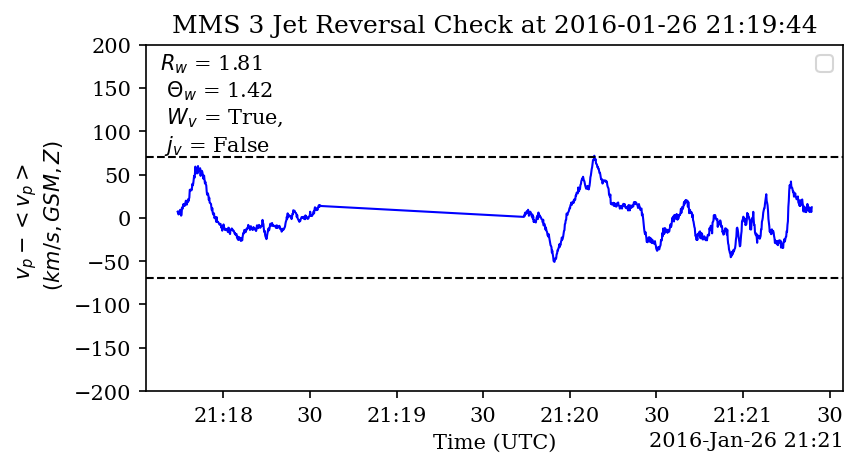 MMS 3 Jet Reversal Check at 2016-01-26 21:19:44
R_w = 1.81
Θ_w = 1.42
W_v = True,
j_v = False
v_p − <v_p>
(km/s, GSM, Z)
200
150
100
50
0
−50
−100
−150
−200
21:18 30 21:19 30 21:20 30 21:21 30
Time (UTC)
2016-Jan-26 21:21